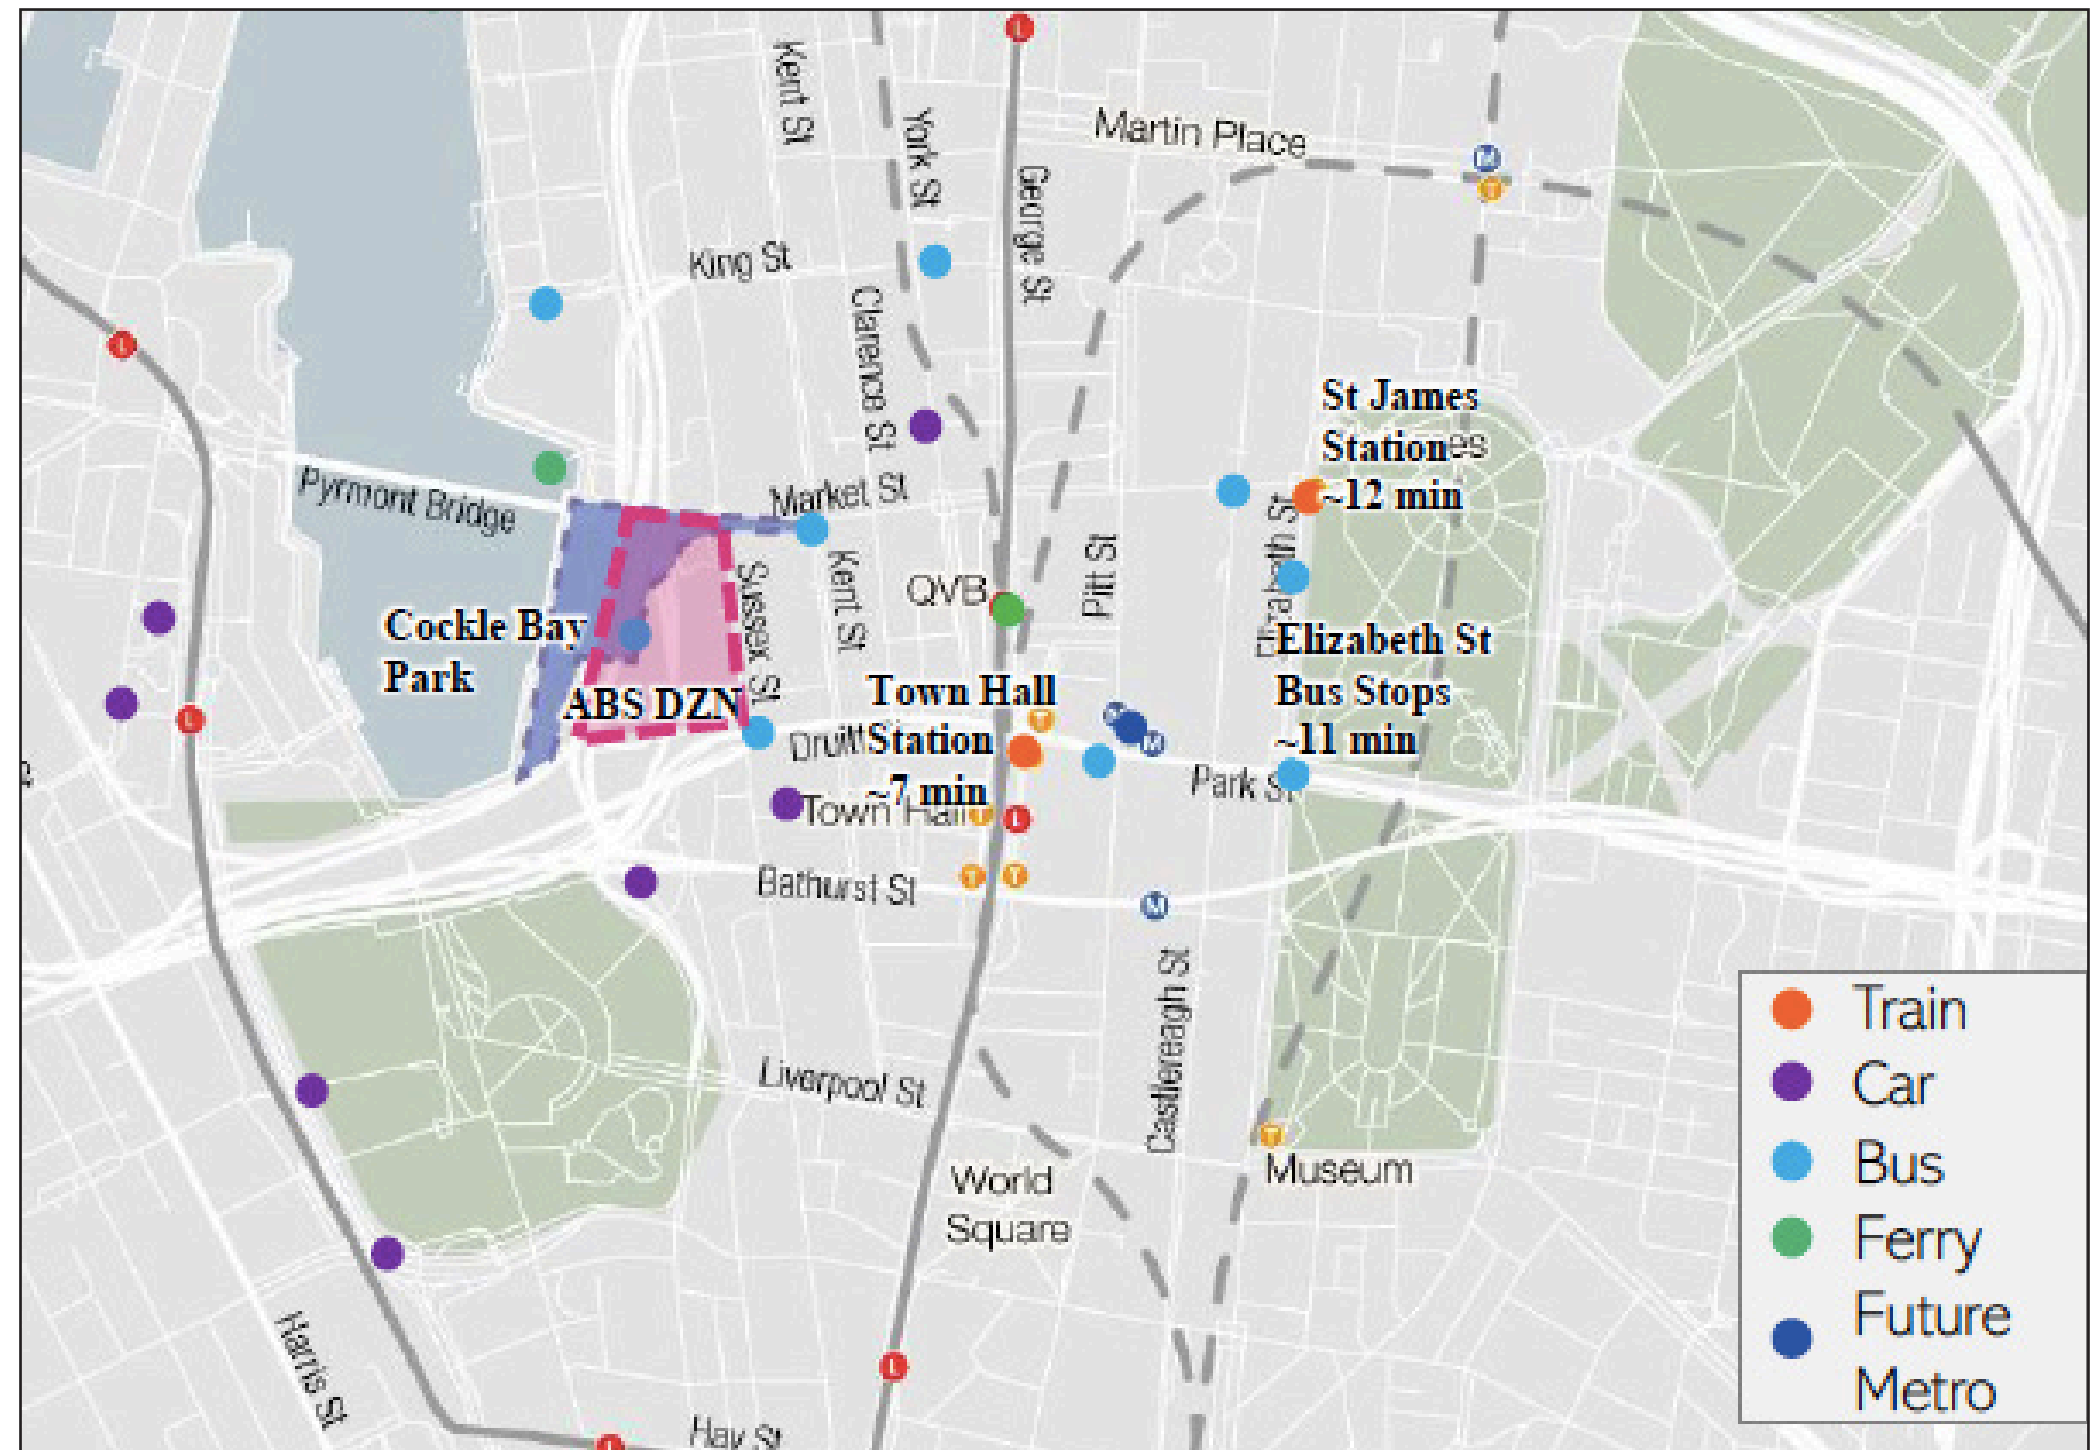 Kent St
York St
George St
Martin Place
M
T
King St
Clarence St
L
L
St James
Station es
~12 min
Pyrmont Bridge
Market St
Elizabeth St
Pitt St
Kent St
Sussex St
QVB
Cockle Bay
Park
ABS DZN
Town Hall
Station
~7 min
Elizabeth St
Bus Stops
~11 min
L
T
M
M
Druitt
Park St
Town Hall
T
L
Bathurst St
T
T
M
Castlereagh St
Liverpool St
World
Square
T
Museum
Harris St
L
Hay St
L
Train
Car
Bus
Ferry
Future
Metro